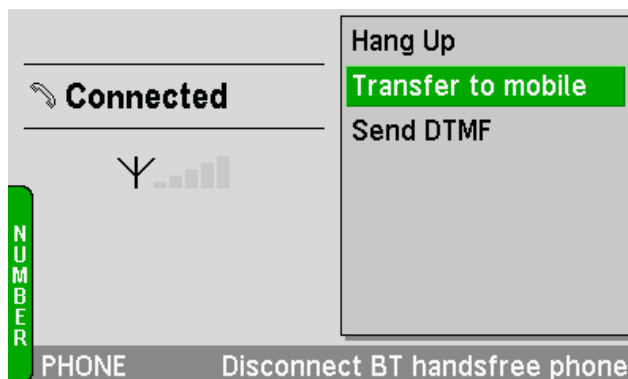 Connected
Hang Up
Transfer to mobile
Send DTMF
NUMBER
PHONE Disconnect BT handsfree phone